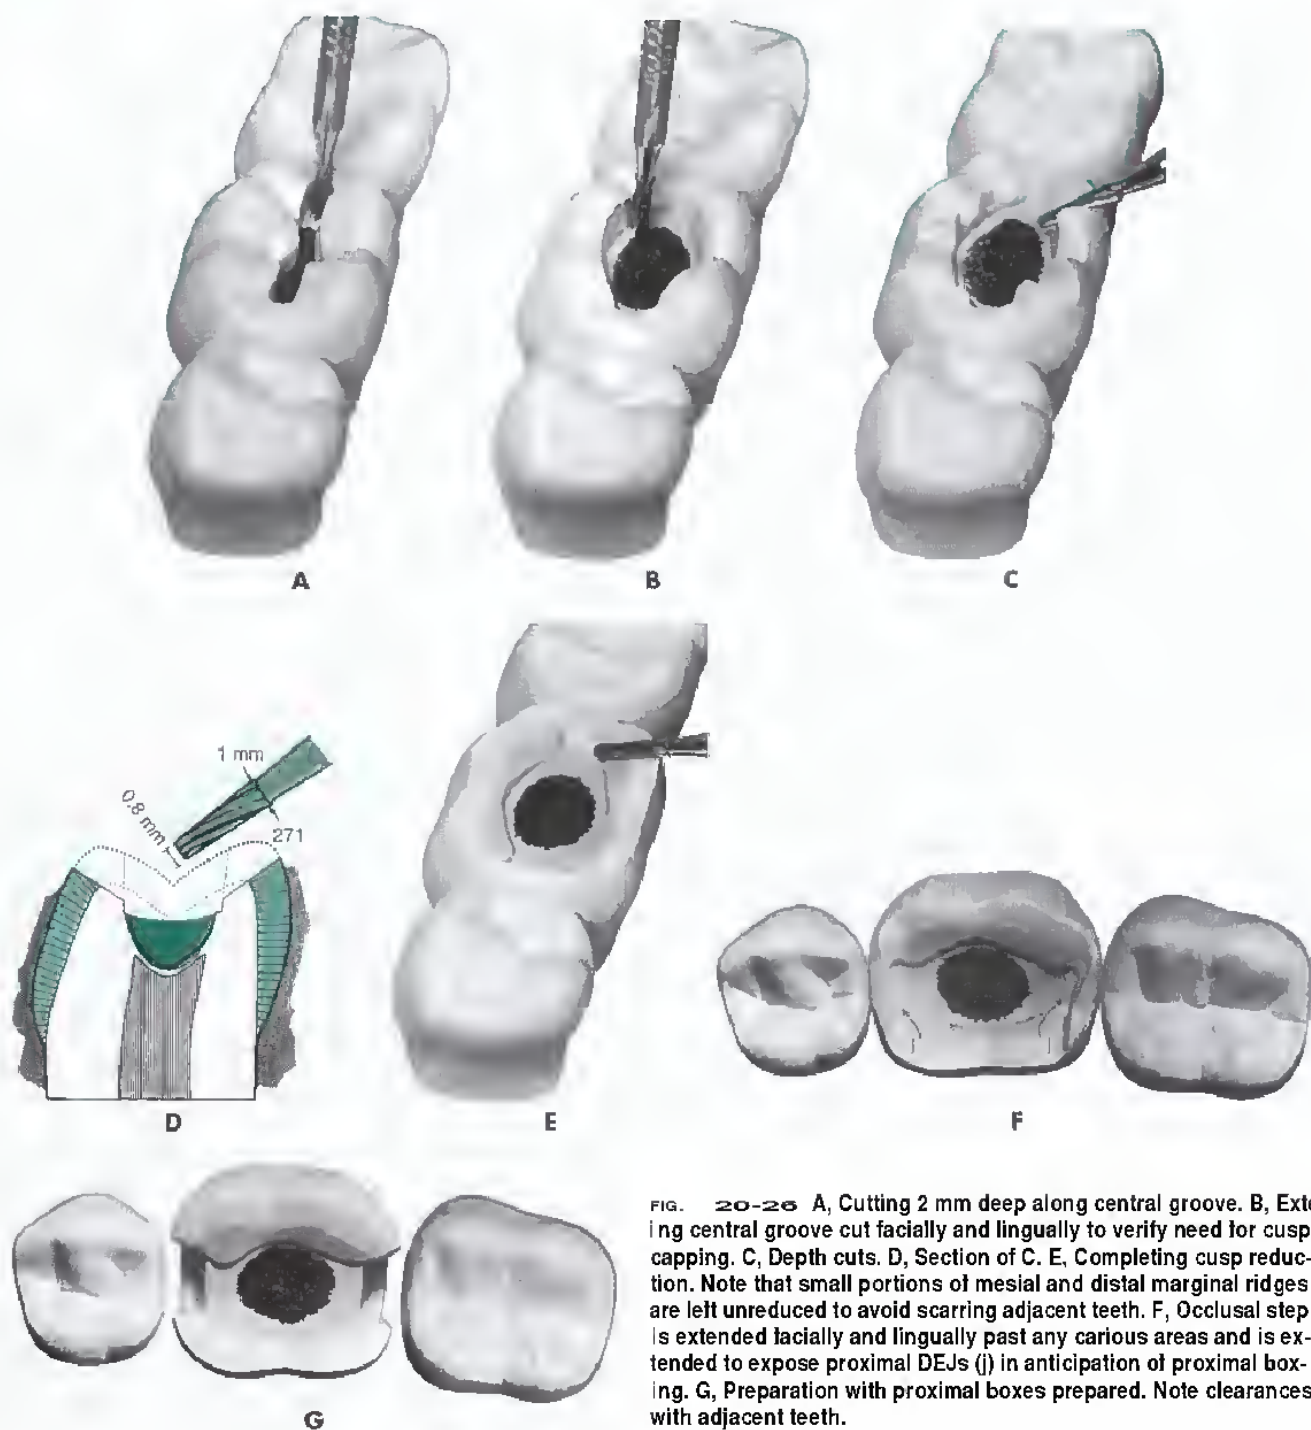 A
B
C
1 mm
0.8 mm
271
D
E
F
G
FIG. 20-26 A, Cutting 2 mm deep along central groove. B, Exte
ing central groove cut facially and lingually to verify need for cusp
capping. C, Depth cuts. D, Section of C. E, Completing cusp reduc-
tion. Note that small portions of mesial and distal marginal ridges
are left unreduced to avoid scarring adjacent teeth. F, Occlusal step
is extended facially and lingually past any carious areas and is ex-
tended to expose proximal DEJs (j) in anticipation of proximal box-
ing. G, Preparation with proximal boxes prepared. Note clearances
with adjacent teeth.